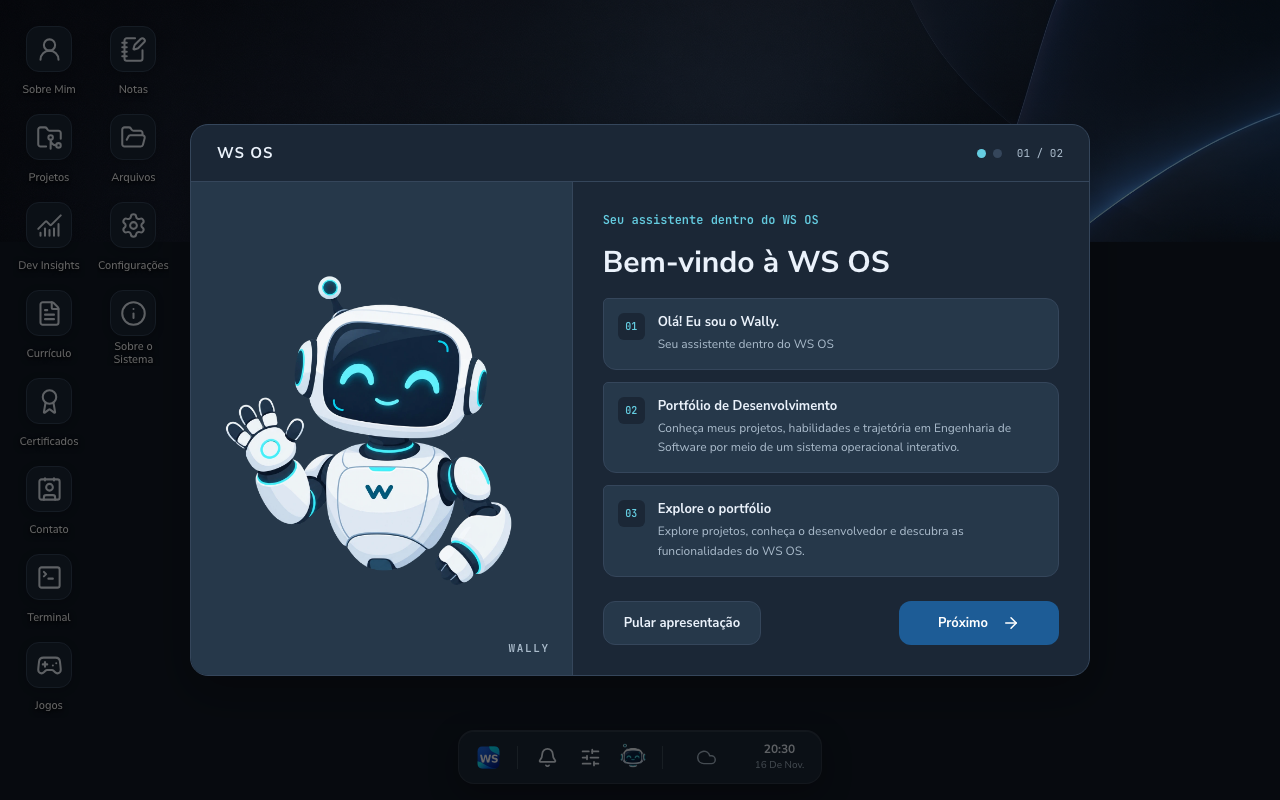 Sobre Mim
Notas
Projetos
Arquivos
Dev Insights
Configurações
Currículo
Sobre o
Sistema
Certificados
Contato
Terminal
Jogos
WS OS
01 / 02
W
WALLY
Seu assistente dentro do WS OS
Bem-vindo à WS OS
01
Olá! Eu sou o Wally.
Seu assistente dentro do WS OS
02
Portfólio de Desenvolvimento
Conheça meus projetos, habilidades e trajetória em Engenharia de
Software por meio de um sistema operacional interativo.
03
Explore o portfólio
Explore projetos, conheça o desenvolvedor e descubra as
funcionalidades do WS OS.
Pular apresentação
Próximo
WS
20:30
16 De Nov.